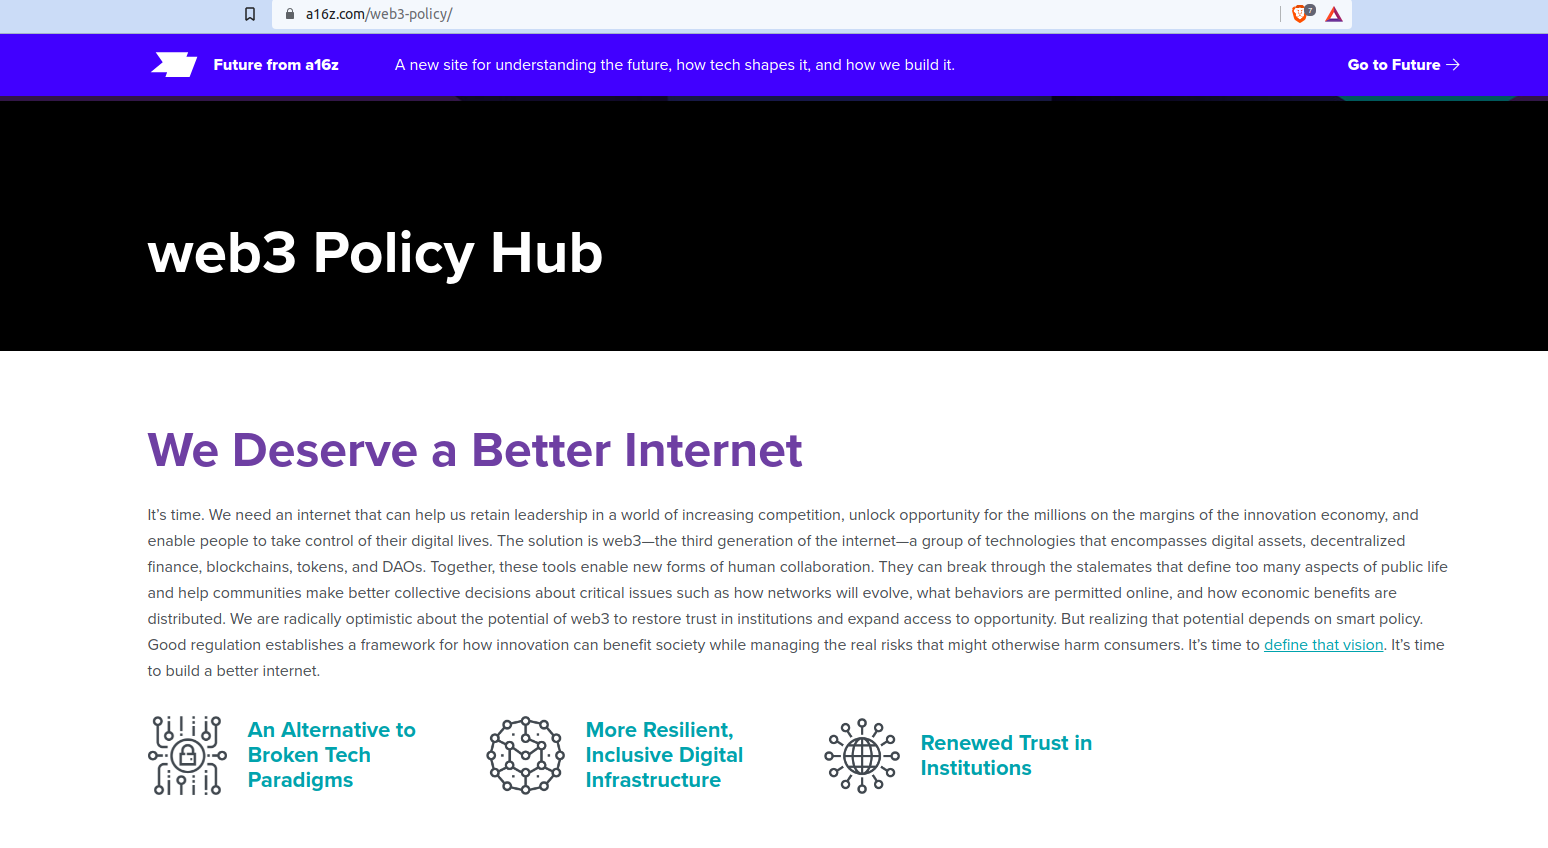 a16z.com/web3-policy/
7
Future from a16z
A new site for understanding the future, how tech shapes it, and how we build it.
Go to Future →
web3 Policy Hub
We Deserve a Better Internet
It’s time. We need an internet that can help us retain leadership in a world of increasing competition, unlock opportunity for the millions on the margins of the innovation economy, and
enable people to take control of their digital lives. The solution is web3—the third generation of the internet—a group of technologies that encompasses digital assets, decentralized
finance, blockchains, tokens, and DAOs. Together, these tools enable new forms of human collaboration. They can break through the stalemates that define too many aspects of public life
and help communities make better collective decisions about critical issues such as how networks will evolve, what behaviors are permitted online, and how economic benefits are
distributed. We are radically optimistic about the potential of web3 to restore trust in institutions and expand access to opportunity. But realizing that potential depends on smart policy.
Good regulation establishes a framework for how innovation can benefit society while managing the real risks that might otherwise harm consumers. It’s time to define that vision. It’s time
to build a better internet.
An Alternative to
Broken Tech
Paradigms
More Resilient,
Inclusive Digital
Infrastructure
Renewed Trust in
Institutions